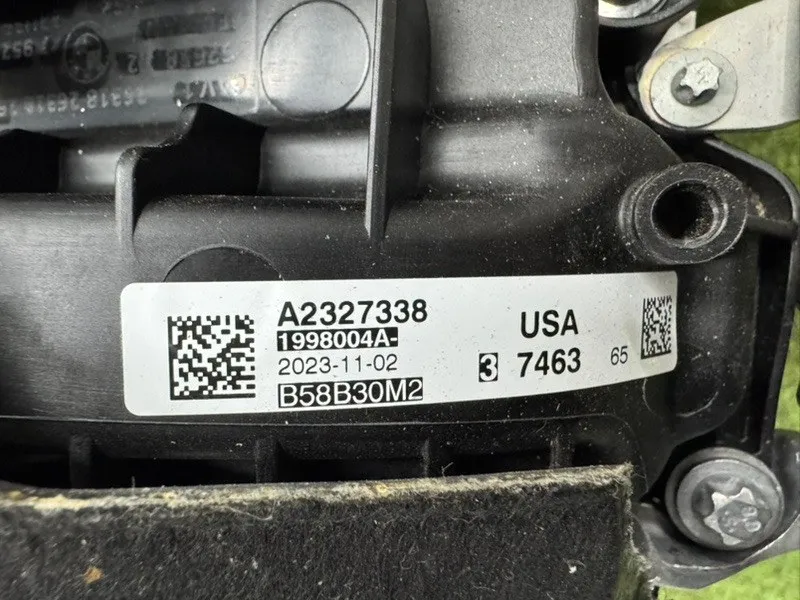 A2327338
1998004A-
2023-11-02
B58B30M2
USA
3 7463 65